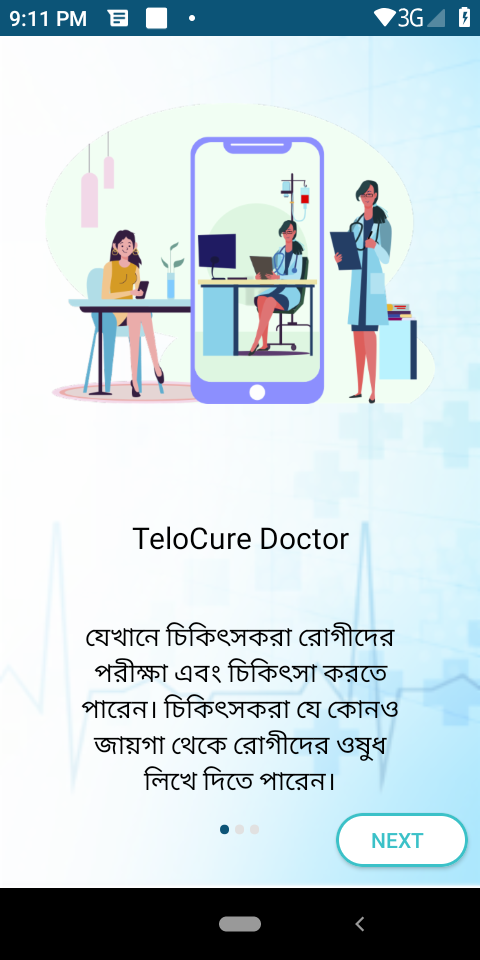 9:11 PM
3G
TeloCure Doctor
যেখানে চিকিৎসকরা রোগীদের
পরীক্ষা এবং চিকিৎসা করতে
পারেন। চিকিৎসকরা যে কোনও
জায়গা থেকে রোগীদের ওষুধ
লিখে দিতে পারেন।
NEXT